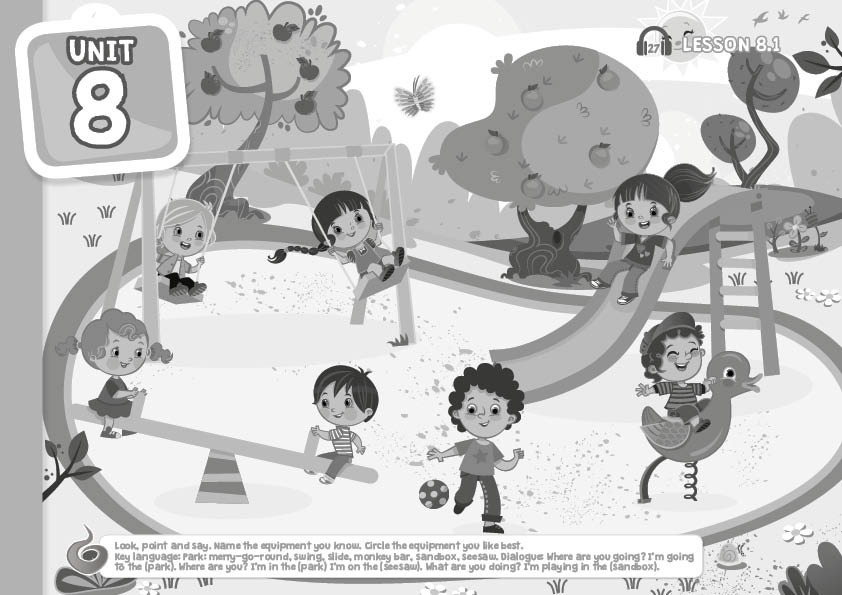 UNIT
8
27 LESSON 8.1
Look, point and say. Name the equipment you know. Circle the equipment you like best.
Key language: Park: merry-go-round, swing, slide, monkey bar, sandbox, seesaw. Dialogue: Where are you going? I'm going
to the (park). Where are you? I'm in the (park) I'm on the (seesaw). What are you doing? I'm playing in the (sandbox).